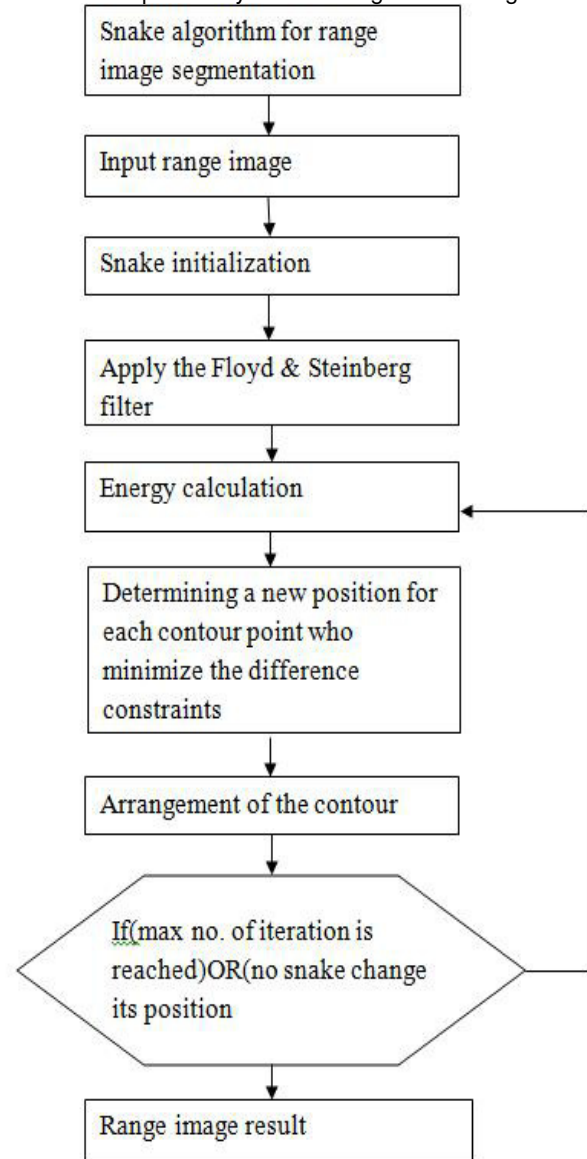 Snake algorithm for range
image segmentation
Input range image
Snake initialization
Apply the Floyd & Steinberg
filter
Energy calculation
Determining a new position for
each contour point who
minimize the difference
constraints
Arrangement of the contour
If(max no. of iteration is
reached)OR(no snake change
its position
Range image result